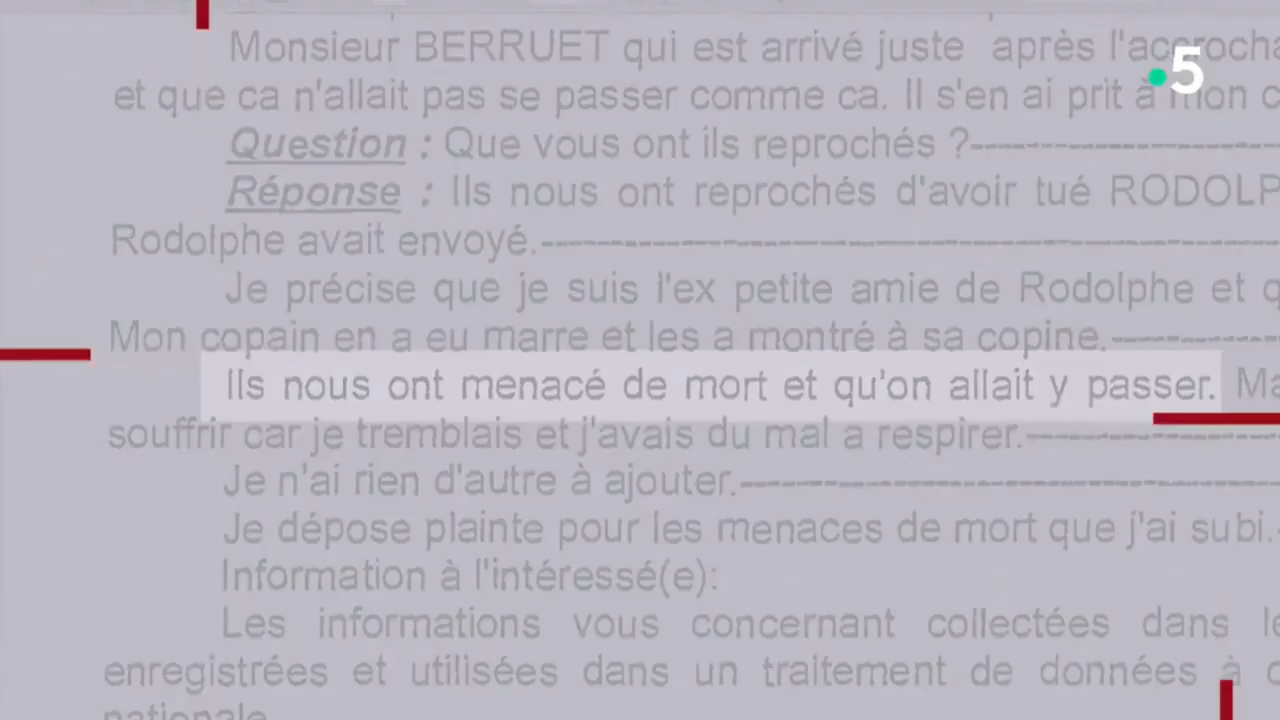 Monsieur BERRUET qui est arrivé juste après
et que ca n'allait pas se passer comme ca. Il s'en ai prit à mon
5
Question : Que vous ont ils reprochés ?
Réponse : Ils nous ont reprochés d'avoir tué
Rodolphe avait envoyé.
Je précise que je suis l'ex petite amie de Rodolphe et
Mon copain en a eu marre et les a montré à sa copine.
Ils nous ont menacé de mort et qu'on allait y passer.
souffrir car je tremblais et j'avais du mal a respirer.
Je n'ai rien d'autre à ajouter.
Je dépose plainte pour les menaces de mort que j'ai subi.
Information à l'intéressé(e):
Les informations vous concernant collectées dans
enregistrées et utilisées dans un traitement de données à
nationale